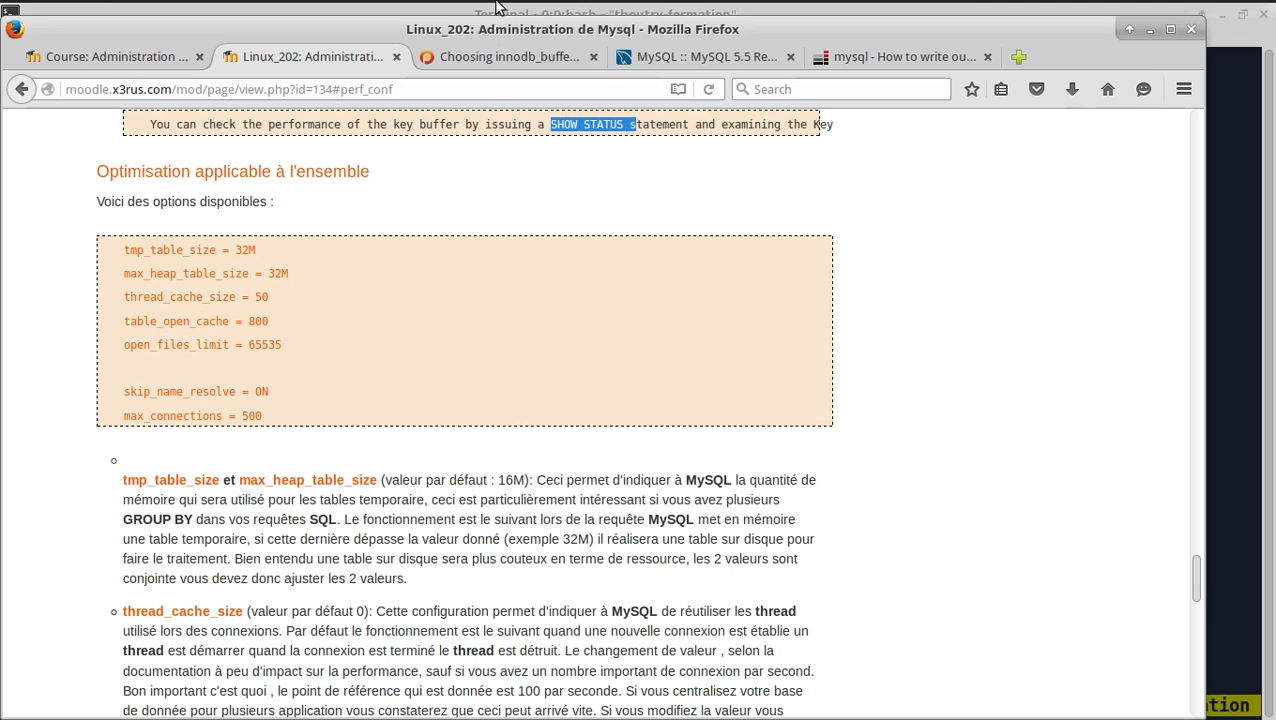 Terminal - 0:9:bash - "thoutry-formation"
Linux_202: Administration de Mysql - Mozilla Firefox
Course: Administration ...
Linux_202: Administrati...
Choosing innodb_buffe...
MySQL :: MySQL 5.5 Re...
mysql - How to write ou...
moodle.x3rus.com/mod/page/view.php?id=134#perf_conf
Search
You can check the performance of the key buffer by issuing a SHOW STATUS statement and examining the Key
Optimisation applicable à l'ensemble
Voici des options disponibles :
tmp_table_size = 32M
max_heap_table_size = 32M
thread_cache_size = 50
table_open_cache = 800
open_files_limit = 65535
skip_name_resolve = ON
max_connections = 500
tmp_table_size et max_heap_table_size (valeur par défaut : 16M): Ceci permet d'indiquer à MySQL la quantité de
mémoire qui sera utilisé pour les tables temporaire, ceci est particulièrement intéressant si vous avez plusieurs
GROUP BY dans vos requêtes SQL. Le fonctionnement est le suivant lors de la requête MySQL met en mémoire
une table temporaire, si cette dernière dépasse la valeur donné (exemple 32M) il réalisera une table sur disque pour
faire le traitement. Bien entendu une table sur disque sera plus couteux en terme de ressource, les 2 valeurs sont
conjointe vous devez donc ajuster les 2 valeurs.
thread_cache_size (valeur par défaut 0): Cette configuration permet d'indiquer à MySQL de réutiliser les thread
utilisé lors des connexions. Par défaut le fonctionnement est le suivant quand une nouvelle connexion est établie un
thread est démarrer quand la connexion est terminé le thread est détruit. Le changement de valeur , selon la
documentation à peu d'impact sur la performance, sauf si vous avez un nombre important de connexion par second.
Bon important c'est quoi , le point de référence qui est donnée est 100 par seconde. Si vous centralisez votre base
de donnée pour plusieurs application vous constaterez que ceci peut arrivé vite. Si vous modifiez la valeur vous
ation